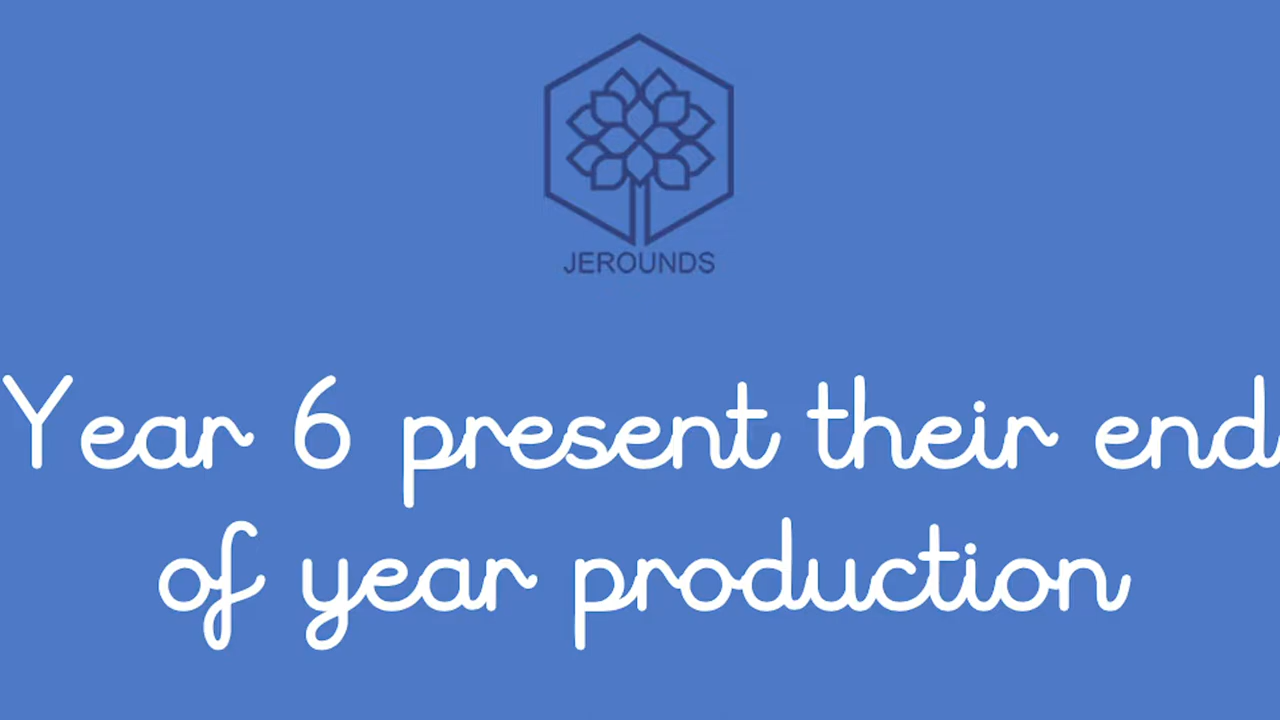 JEROUNDS
Year 6 present their end
of year production